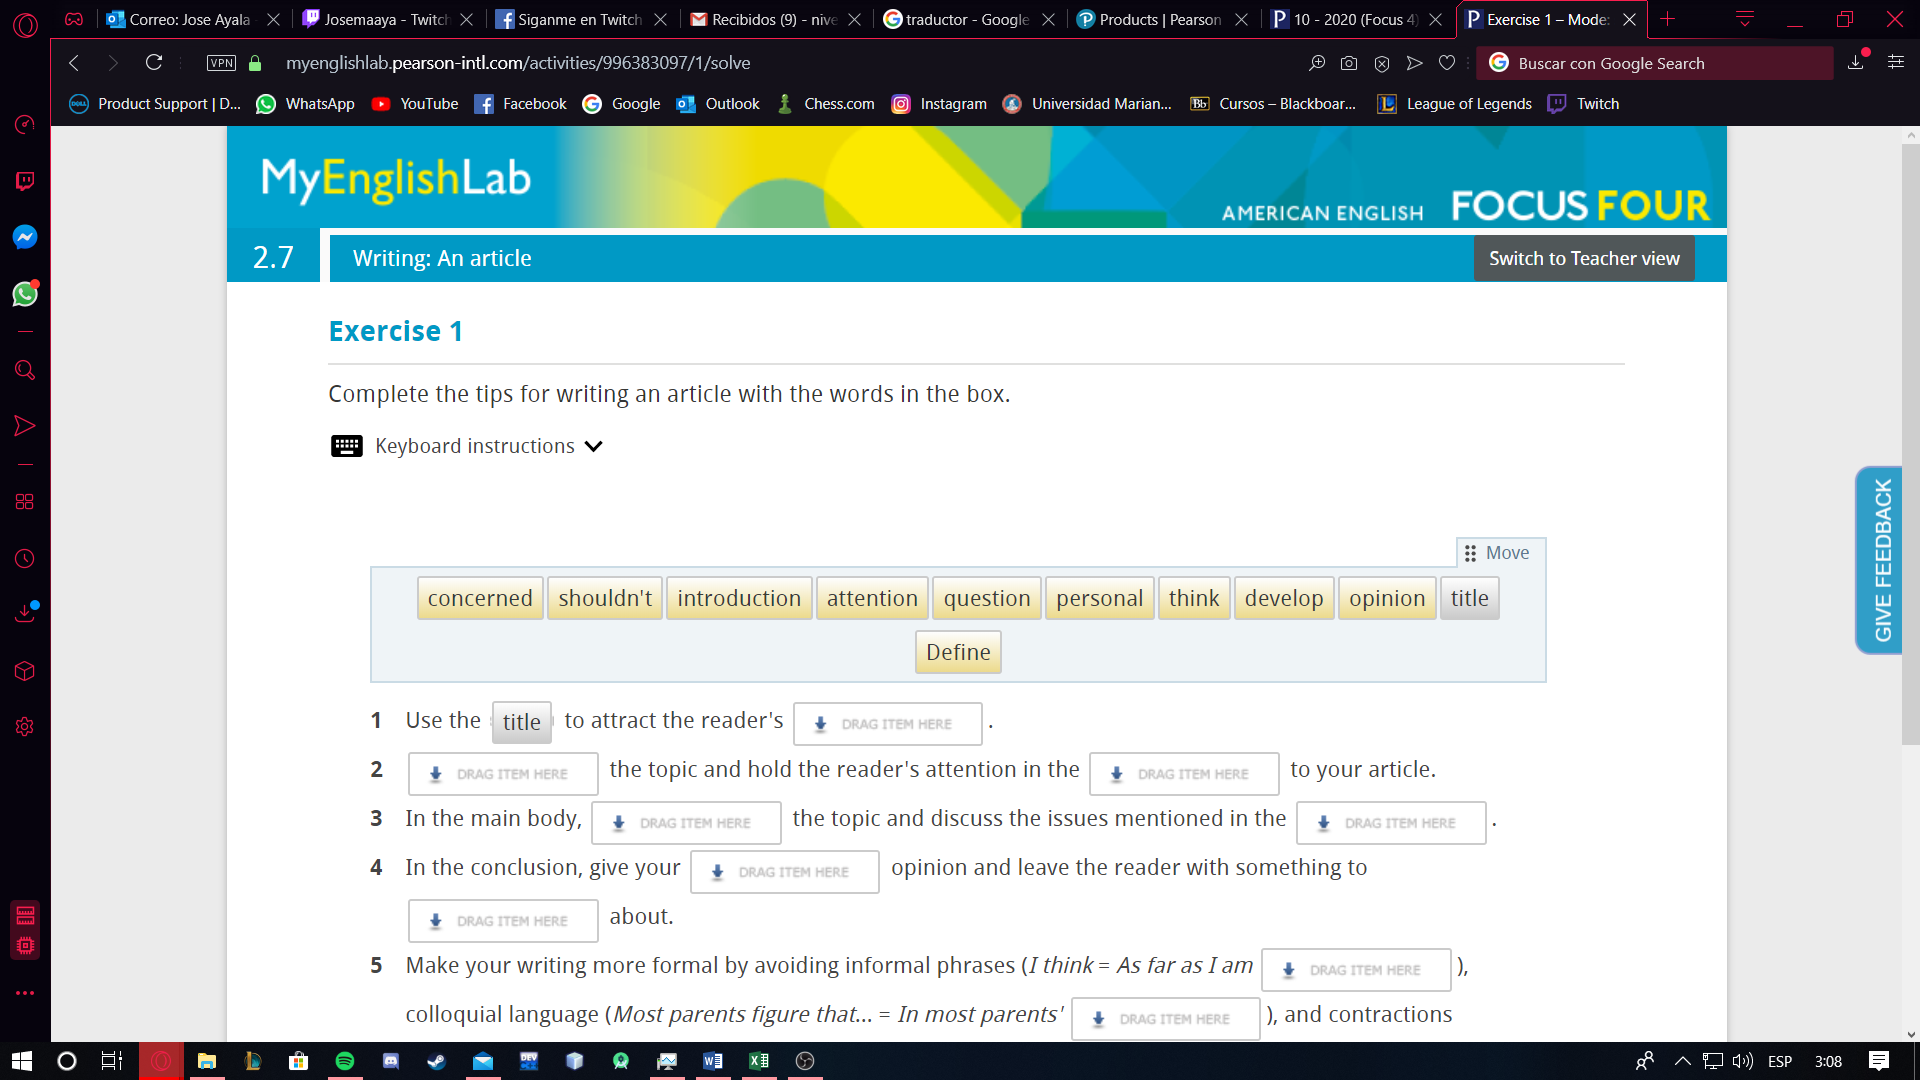 Correo: Jose Ayala
Josemaaya - Twitch
Siganme en Twitch
Recibidos (9) - nive
traductor - Google
Products | Pearson
10 - 2020 (Focus 4)
Exercise 1 – Mode:
VPN
myenglishlab.pearson-intl.com/activities/996383097/1/solve
Buscar con Google Search
Product Support | D...
WhatsApp
YouTube
Facebook
Google
Outlook
Chess.com
Instagram
Universidad Marian...
Bb Cursos – Blackboar...
League of Legends
Twitch
MyEnglishLab
AMERICAN ENGLISH FOCUS FOUR
2.7 Writing: An article
Switch to Teacher view
Exercise 1
Complete the tips for writing an article with the words in the box.
Keyboard instructions
Move
concerned shouldn't introduction attention question personal think develop opinion title
Define
1 Use the title to attract the reader's DRAG ITEM HERE .
2 DRAG ITEM HERE the topic and hold the reader's attention in the DRAG ITEM HERE to your article.
3 In the main body, DRAG ITEM HERE the topic and discuss the issues mentioned in the DRAG ITEM HERE .
4 In the conclusion, give your DRAG ITEM HERE opinion and leave the reader with something to
DRAG ITEM HERE about.
5 Make your writing more formal by avoiding informal phrases (I think = As far as I am DRAG ITEM HERE ),
colloquial language (Most parents figure that... = In most parents' DRAG ITEM HERE ), and contractions
GIVE FEEDBACK
ESP
3:08